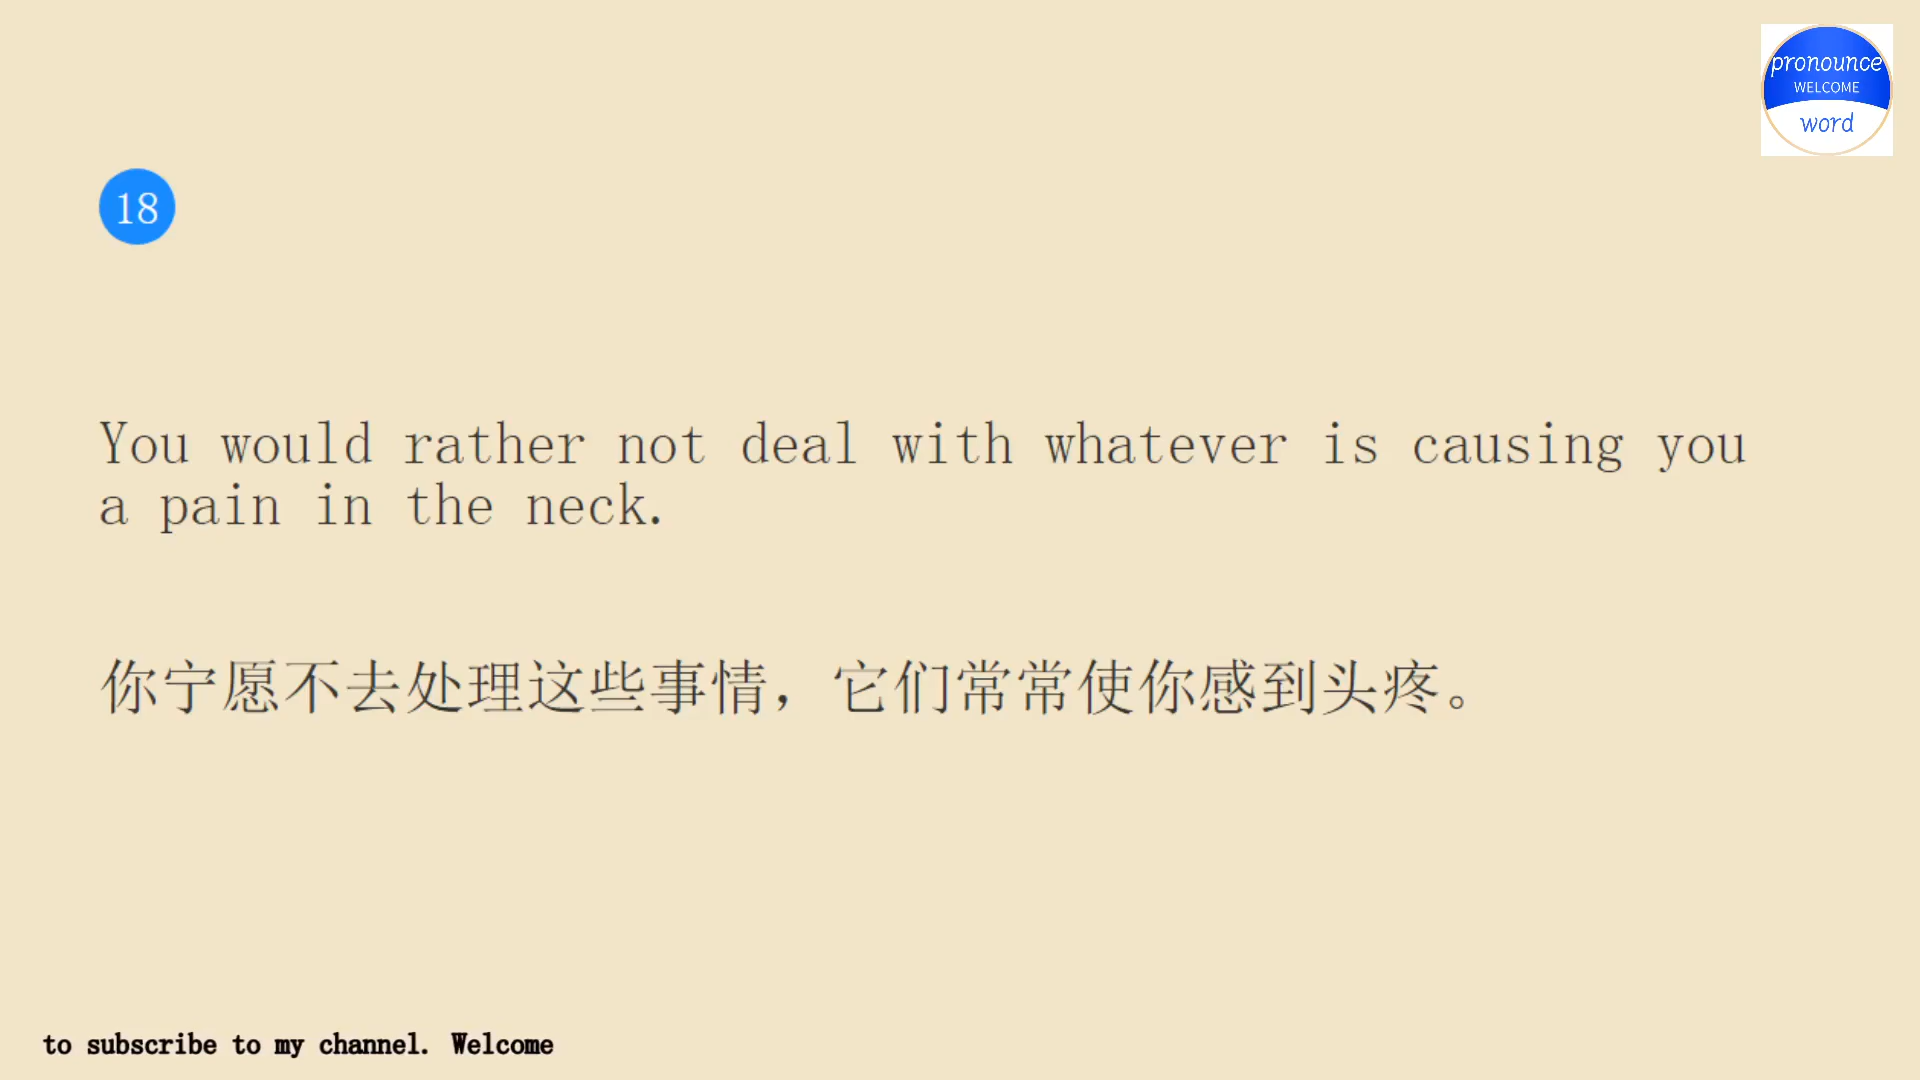 pronounce
WELCOME
word
18
You would rather not deal with whatever is causing you
a pain in the neck.
你宁愿不去处理这些事情，它们常常使你感到头疼。
to subscribe to my channel. Welcome